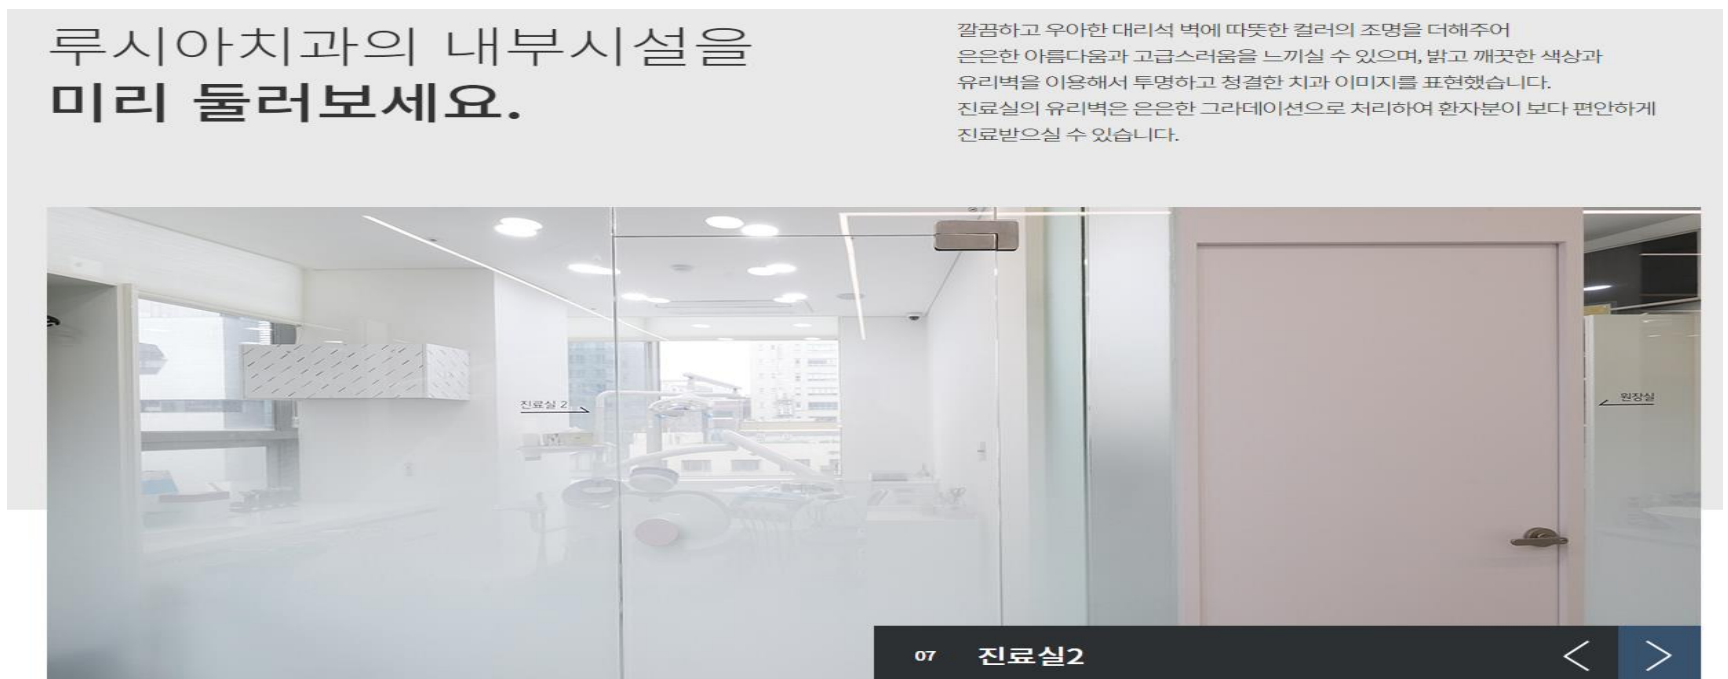 루시아치과의 내부시설을
미리 둘러보세요.
깔끔하고 우아한 대리석 벽에 따뜻한 컬러의 조명을 더해주어
은은한 아름다움과 고급스러움을 느끼실 수 있으며, 밝고 깨끗한 색상과
유리벽을 이용해서 투명하고 청결한 치과 이미지를 표현했습니다.
진료실의 유리벽은 은은한 그라데이션으로 처리하여 환자분이 보다 편안하게
진료받으실 수 있습니다.
진료실 2
원장실
07 진료실2